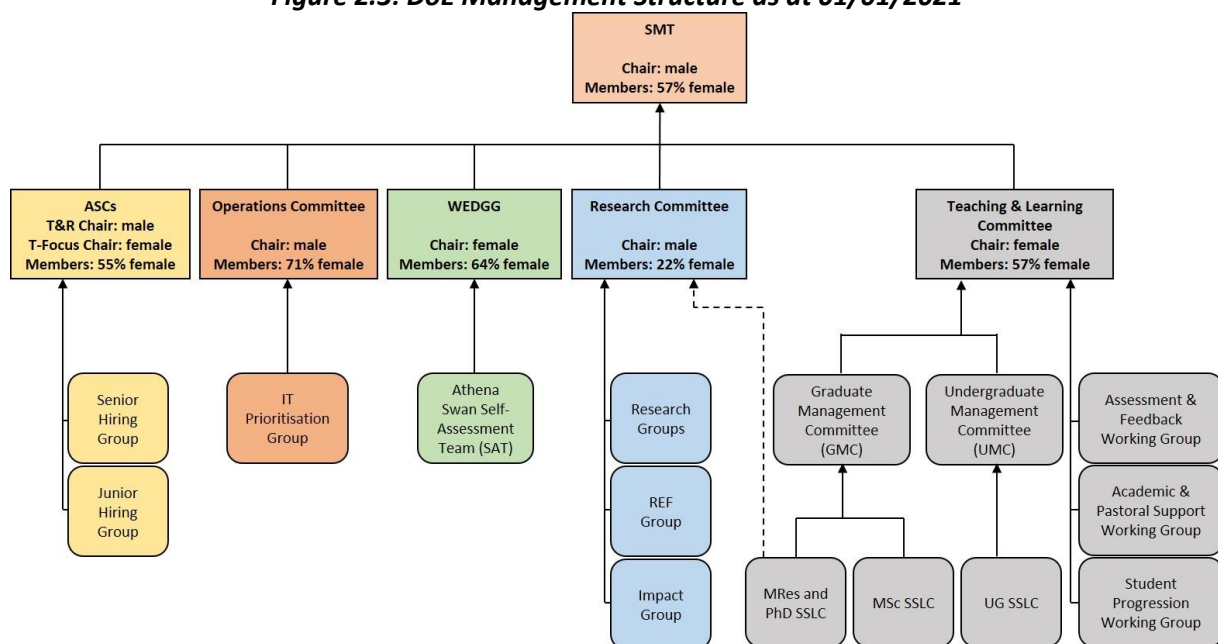 Figure 2.3: DoE Management Structure as at 01/01/2021
SMT
Chair: male
Members: 57% female
ASCs
T&R Chair: male
T-Focus Chair: female
Members: 55% female
Operations Committee
Chair: male
Members: 71% female
WEDGG
Chair: female
Members: 64% female
Research Committee
Chair: male
Members: 22% female
Teaching & Learning
Committee
Chair: female
Members: 57% female
Senior
Hiring
Group
Junior
Hiring
Group
IT
Prioritisation
Group
Athena
Swan Self-
Assessment
Team (SAT)
Research
Groups
REF
Group
Impact
Group
Graduate
Management
Committee
(GMC)
Undergraduate
Management
Committee
(UMC)
MRes and
PhD SSLC
MSc SSLC
UG SSLC
Assessment &
Feedback
Working Group
Academic &
Pastoral Support
Working Group
Student
Progression
Working Group